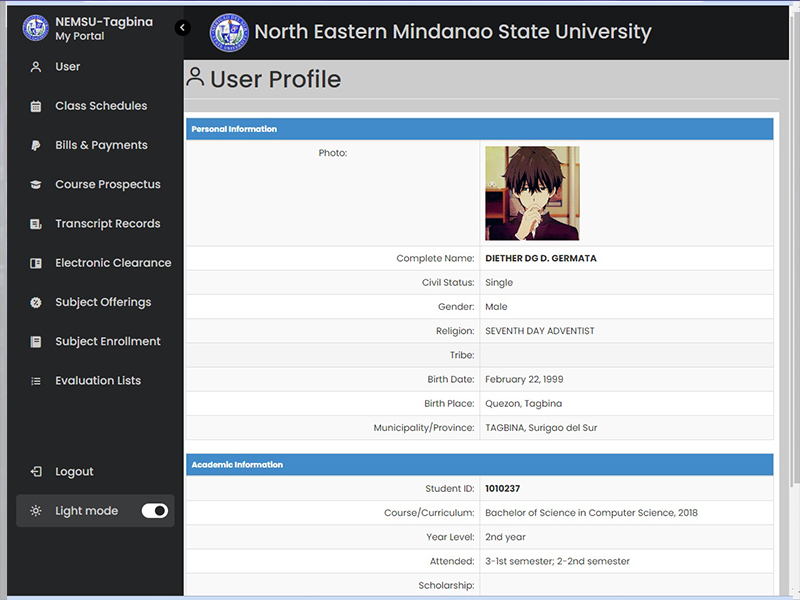 NEMSU-Tagbina
My Portal
User
Class Schedules
Bills & Payments
Course Prospectus
Transcript Records
Electronic Clearance
Subject Offerings
Subject Enrollment
Evaluation Lists
Logout
Light mode
North Eastern Mindanao State University
User Profile
Personal Information
Photo:
Complete Name: DIETHER DG D. GERMATA
Civil Status: Single
Gender: Male
Religion: SEVENTH DAY ADVENTIST
Tribe:
Birth Date: February 22, 1999
Birth Place: Quezon, Tagbina
Municipality/Province: TAGBINA, Surigao del Sur
Academic Information
Student ID: 1010237
Course/Curriculum: Bachelor of Science in Computer Science, 2018
Year Level: 2nd year
Attended: 3-1st semester; 2-2nd semester
Scholarship: